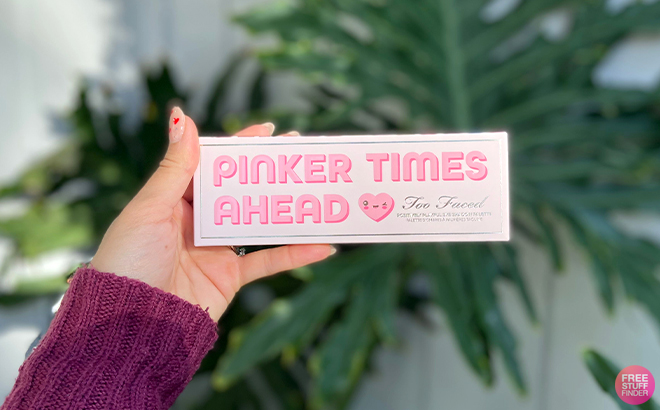 PINKER TIMES
AHEAD
Too Faced
FREE
STUFF
FINDER